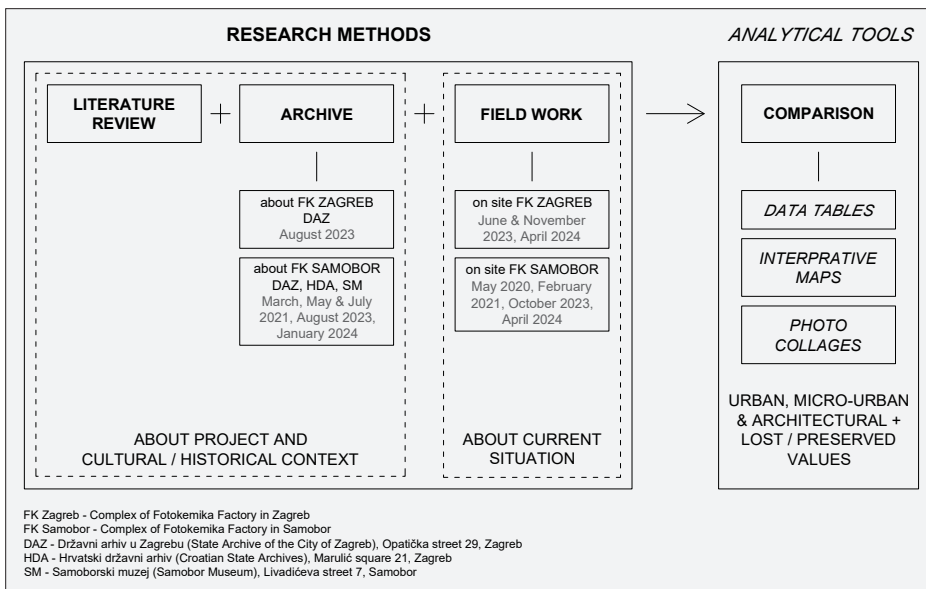 RESEARCH METHODS
ANALYTICAL TOOLS
LITERATURE
REVIEW
+
ARCHIVE
+
FIELD WORK
COMPARISON
about FK ZAGREB
DAZ
August 2023
about FK SAMOBOR
DAZ, HDA, SM
March, May & July
2021, August 2023,
January 2024
on site FK ZAGREB
June & November
2023, April 2024
on site FK SAMOBOR
May 2020, February
2021, October 2023,
April 2024
DATA TABLES
INTERPRATIVE
MAPS
PHOTO
COLLAGES
ABOUT PROJECT AND
CULTURAL / HISTORICAL CONTEXT
ABOUT CURRENT
SITUATION
URBAN, MICRO-URBAN
& ARCHITECTURAL +
LOST / PRESERVED
VALUES
FK Zagreb - Complex of Fotokemika Factory in Zagreb
FK Samobor - Complex of Fotokemika Factory in Samobor
DAZ - Državni arhiv u Zagrebu (State Archive of the City of Zagreb), Opatička street 29, Zagreb
HDA - Hrvatski državni arhiv (Croatian State Archives), Marulić square 21, Zagreb
SM - Samoborski muzej (Samobor Museum), Livadićeva street 7, Samobor